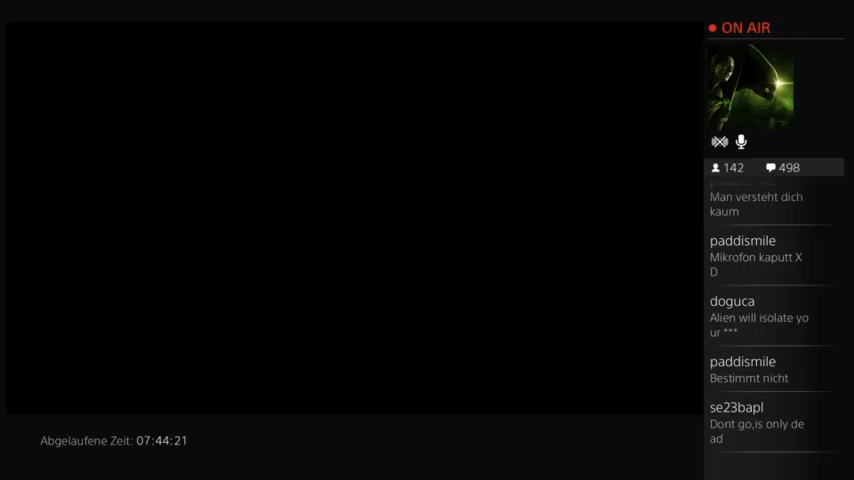 ON AIR
142 498
paddismile
Man versteht dich
kaum
paddismile
Mikrofon kaputt X
D
doguca
Alien will isolate yo
ur ***
paddismile
Bestimmt nicht
se23bapl
Dont go,is only de
ad
Abgelaufene Zeit: 07:44:21